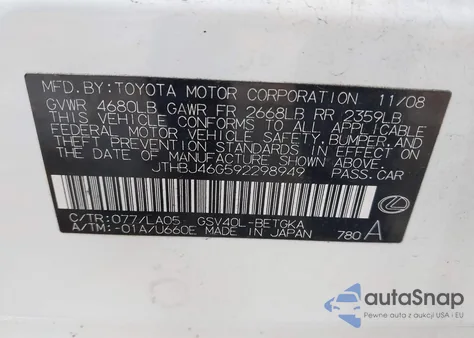 MFD. BY: TOYOTA MOTOR CORPORATION 11/08
GVWR 4680LB GAWR FR 2668LB RR 2359LB
THIS VEHICLE CONFORMS TO ALL APPLICABLE
FEDERAL MOTOR VEHICLE SAFETY, BUMPER, AND
THEFT PREVENTION STANDARDS IN EFFECT ON
THE DATE OF MANUFACTURE SHOWN ABOVE.
JTHBJ46G592298949 PASS. CAR
C/TR: 077/LA05 GSV40L-BETGKA
A/TM: -01A/U660E MADE IN JAPAN 780 A
autoSnap
Pewne auta z aukcji USA i EU